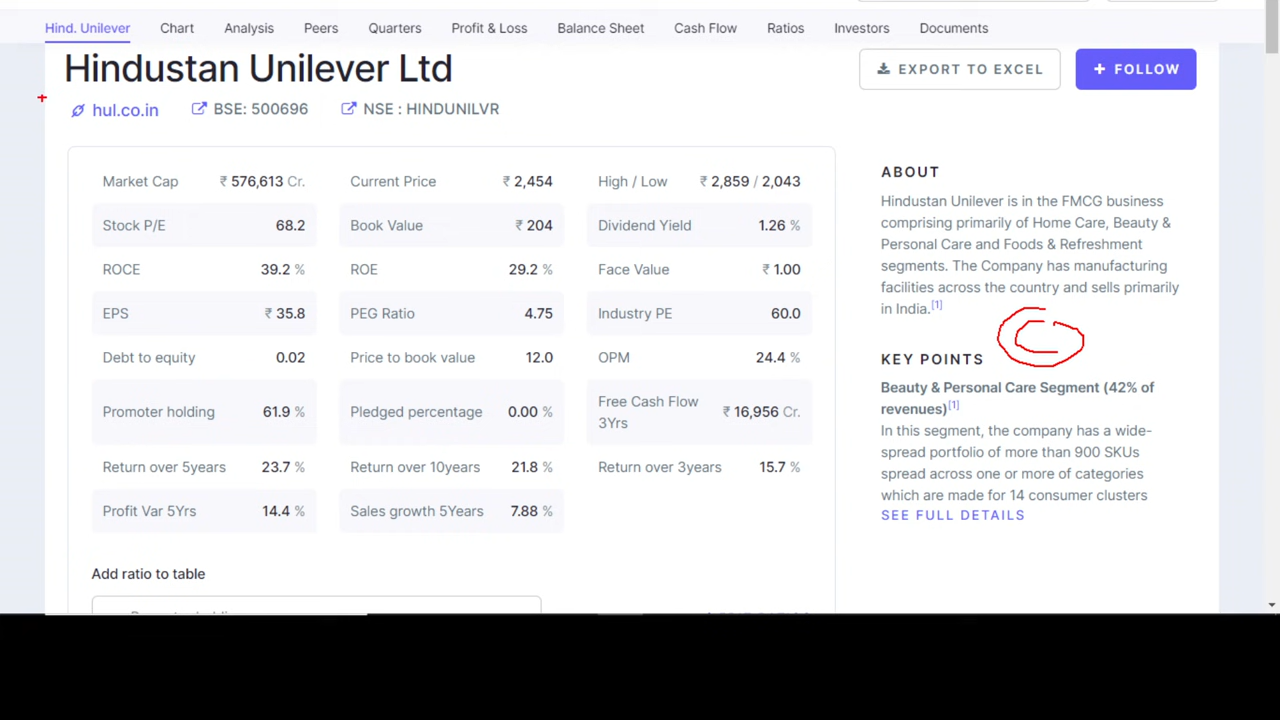 Hind. Unilever Chart Analysis Peers Quarters Profit & Loss Balance Sheet Cash Flow Ratios Investors Documents
Hindustan Unilever Ltd
EXPORT TO EXCEL
+ FOLLOW
hul.co.in BSE: 500696 NSE : HINDUNILVR
Market Cap ₹ 576,613 Cr. Current Price ₹ 2,454 High / Low ₹ 2,859 / 2,043
Stock P/E 68.2 Book Value ₹ 204 Dividend Yield 1.26 %
ROCE 39.2 % ROE 29.2 % Face Value ₹ 1.00
EPS ₹ 35.8 PEG Ratio 4.75 Industry PE 60.0
Debt to equity 0.02 Price to book value 12.0 OPM 24.4 %
Promoter holding 61.9 % Pledged percentage 0.00 % Free Cash Flow 3Yrs ₹ 16,956 Cr.
Return over 5years 23.7 % Return over 10years 21.8 % Return over 3years 15.7 %
Profit Var 5Yrs 14.4 % Sales growth 5Years 7.88 %
Add ratio to table
ABOUT
Hindustan Unilever is in the FMCG business
comprising primarily of Home Care, Beauty &
Personal Care and Foods & Refreshment
segments. The Company has manufacturing
facilities across the country and sells primarily
in India.[1]
KEY POINTS
Beauty & Personal Care Segment (42% of
revenues)[1]
In this segment, the company has a wide-
spread portfolio of more than 900 SKUs
spread across one or more of categories
which are made for 14 consumer clusters
SEE FULL DETAILS